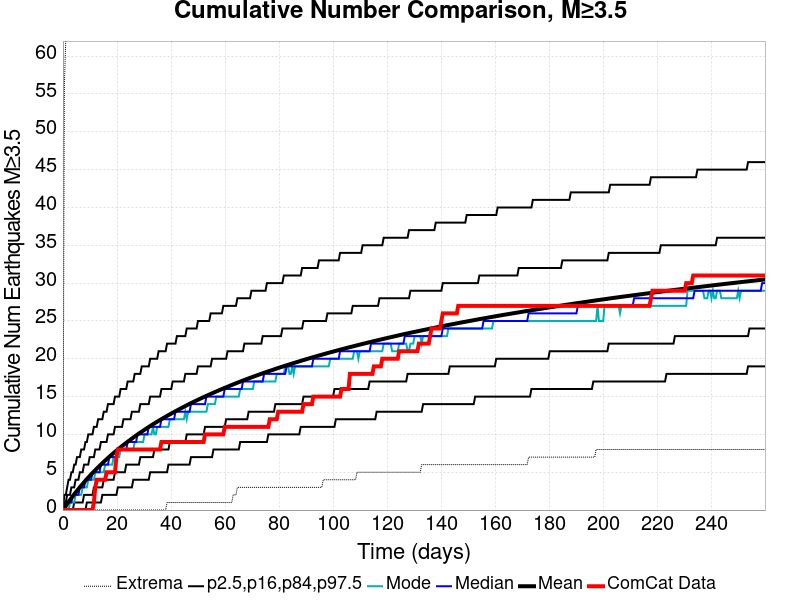 Cumulative Number Comparison, M≥3.5
Cumulative Num Earthquakes M≥3.5
60
55
50
45
40
35
30
25
20
15
10
5
0
0 20 40 60 80 100 120 140 160 180 200 220 240
Time (days)
Extrema p2.5,p16,p84,p97.5 Mode Median Mean ComCat Data